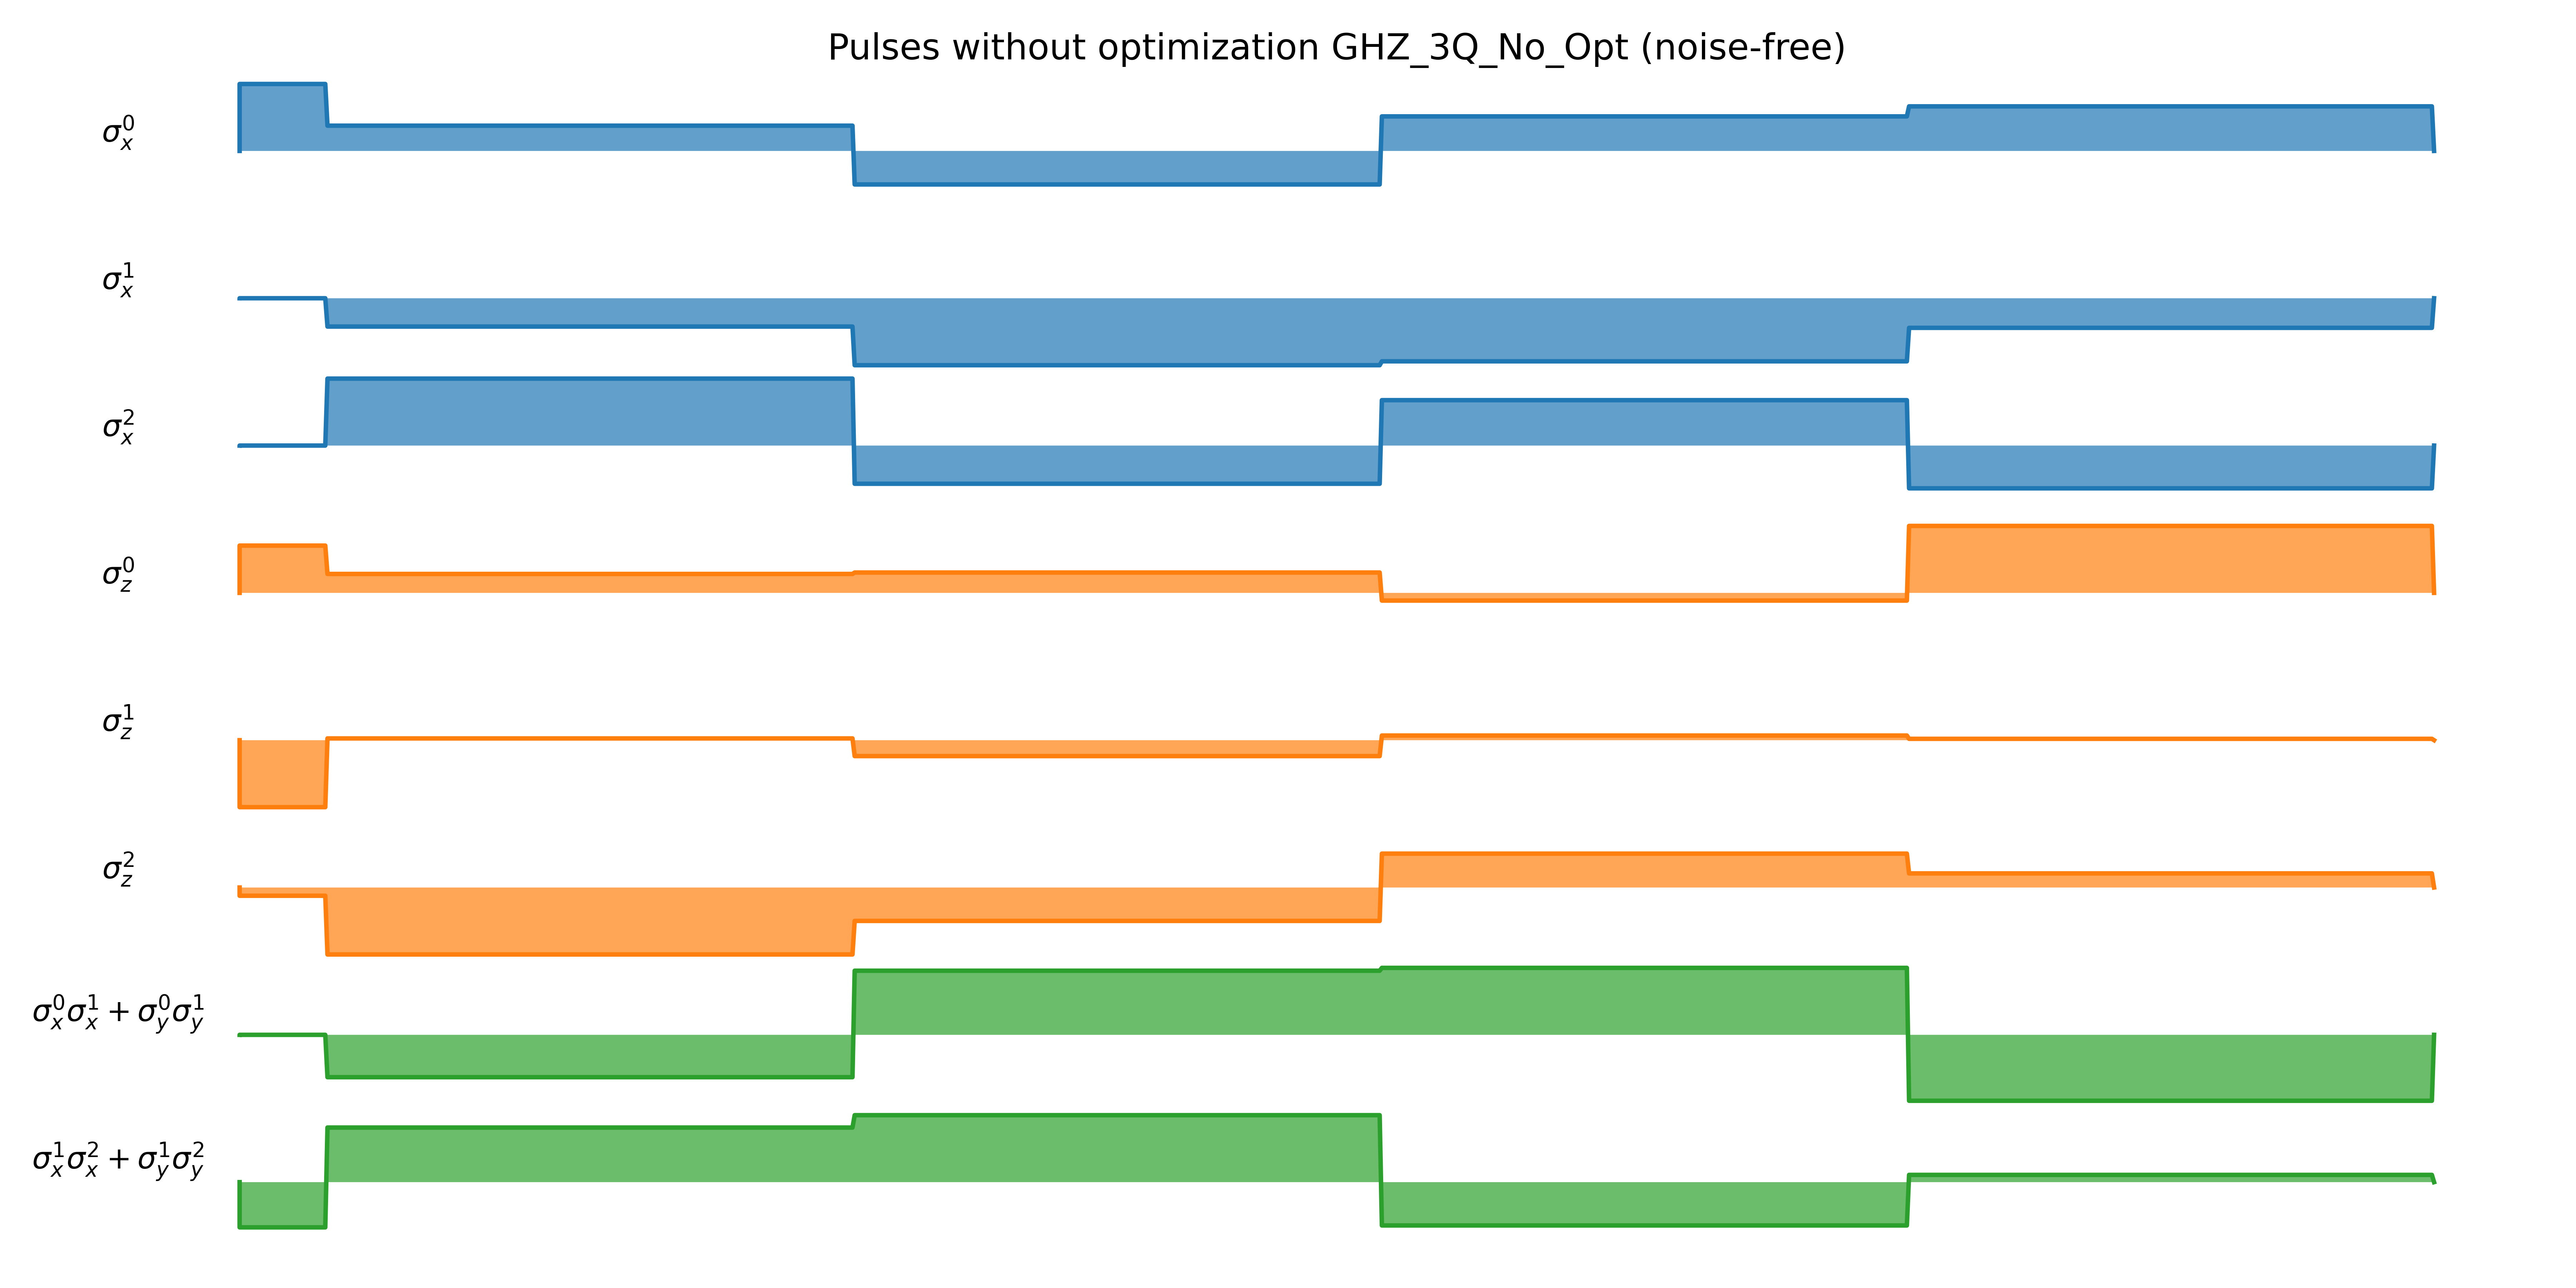 Pulses without optimization GHZ_3Q_No_Opt (noise-free)
σ_x^0
σ_x^1
σ_x^2
σ_z^0
σ_z^1
σ_z^2
σ_x^0σ_x^1 + σ_y^0σ_y^1
σ_x^1σ_x^2 + σ_y^1σ_y^2